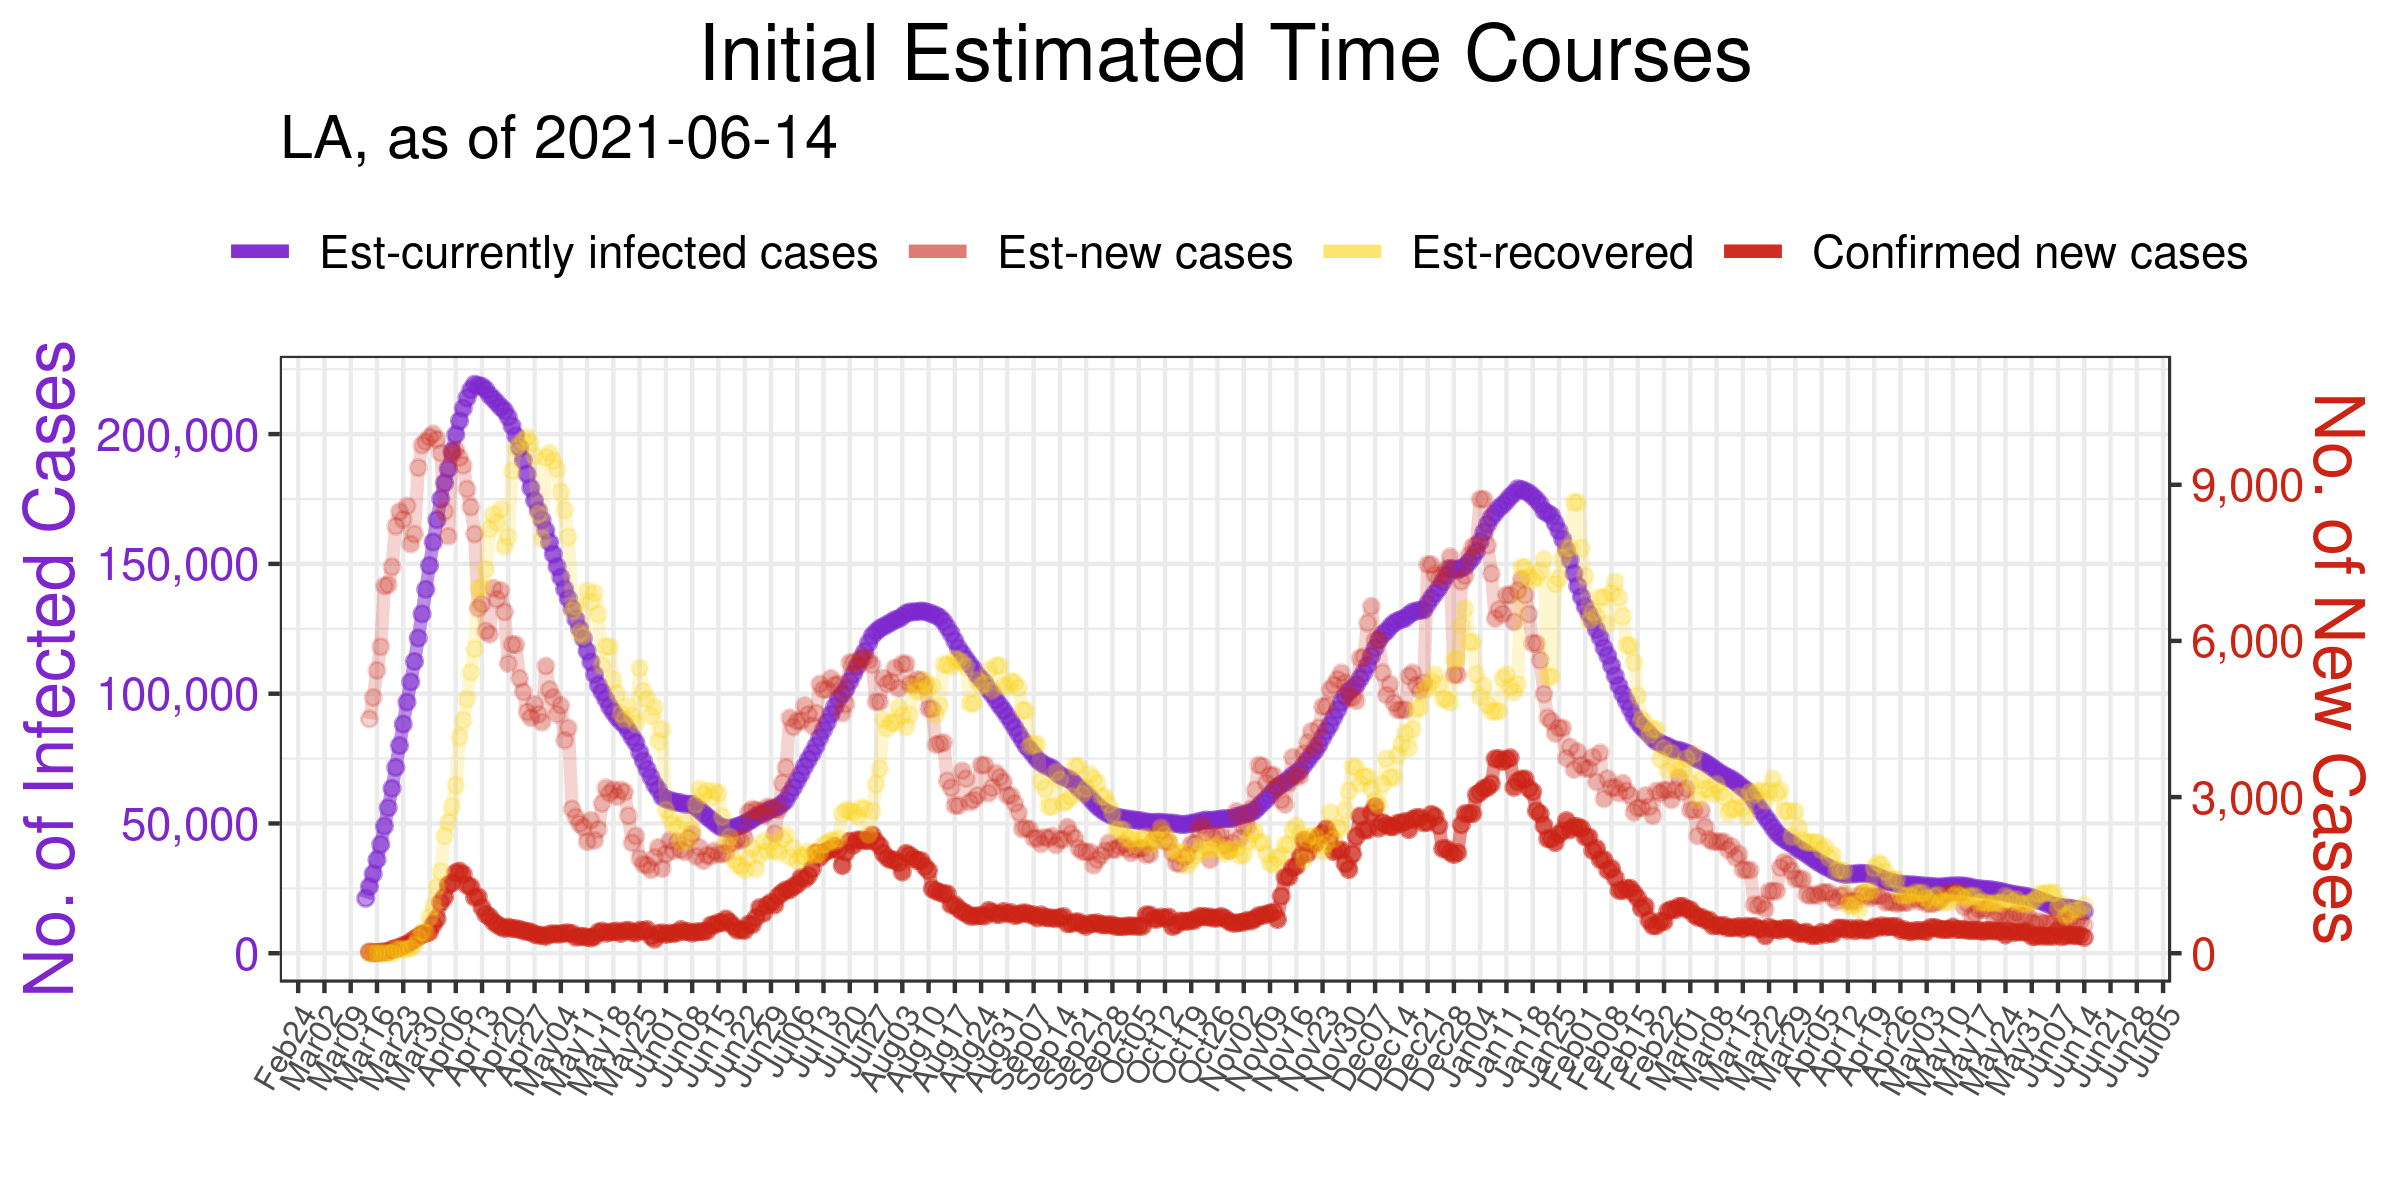 Initial Estimated Time Courses
LA, as of 2021-06-14
Est-currently infected cases Est-new cases Est-recovered Confirmed new cases
No. of Infected Cases
200,000
150,000
100,000
50,000
0
No. of New Cases
9,000
6,000
3,000
0
Feb24 Mar02 Mar09 Mar16 Mar23 Mar30 Apr06 Apr13 Apr20 Apr27 May04 May11 May18 May25 Jun01 Jun08 Jun15 Jun22 Jun29 Jul06 Jul13 Jul20 Jul27 Aug03 Aug10 Aug17 Aug24 Aug31 Sep07 Sep14 Sep21 Sep28 Oct05 Oct12 Oct19 Oct26 Nov02 Nov09 Nov16 Nov23 Nov30 Dec07 Dec14 Dec21 Dec28 Jan04 Jan11 Jan18 Jan25 Feb01 Feb08 Feb15 Feb22 Mar01 Mar08 Mar15 Mar22 Mar29 Apr05 Apr12 Apr19 Apr26 May03 May10 May17 May24 May31 Jun07 Jun14 Jun21 Jun28 Jul05